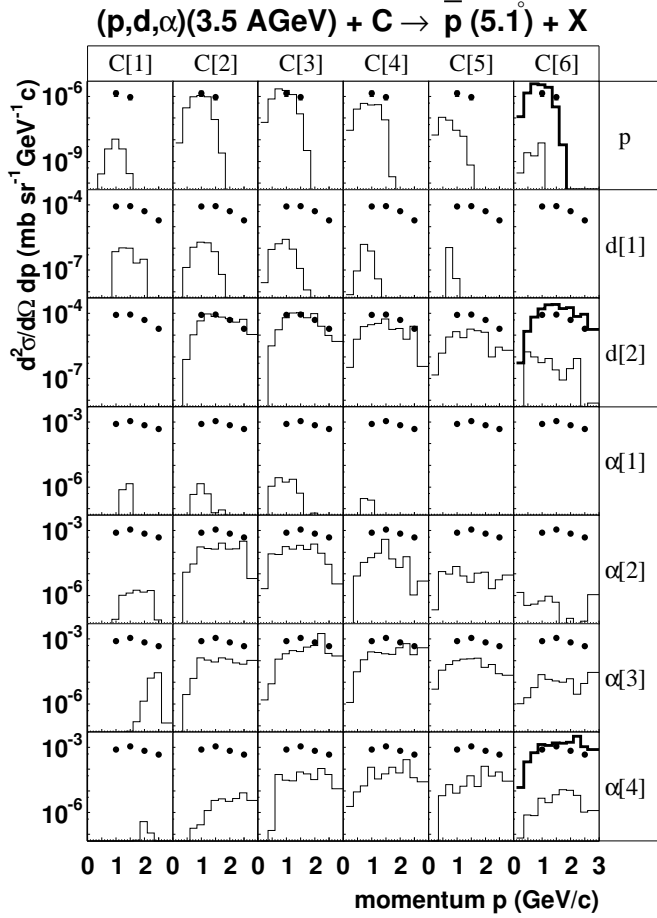 (p,d,α)(3.5 AGeV) + C → p̅ (5.1°) + X
C[1] C[2] C[3] C[4] C[5] C[6]
d²σ/dΩ dp (mb sr⁻¹GeV⁻¹c)
10⁻⁶
10⁻⁹
p
10⁻⁴
10⁻⁷
d[1]
10⁻⁴
10⁻⁷
d[2]
10⁻³
10⁻⁶
α[1]
10⁻³
10⁻⁶
α[2]
10⁻³
10⁻⁶
α[3]
10⁻³
10⁻⁶
α[4]
0 1 2 0 1 2 0 1 2 0 1 2 0 1 2 0 1 2 3
momentum p (GeV/c)